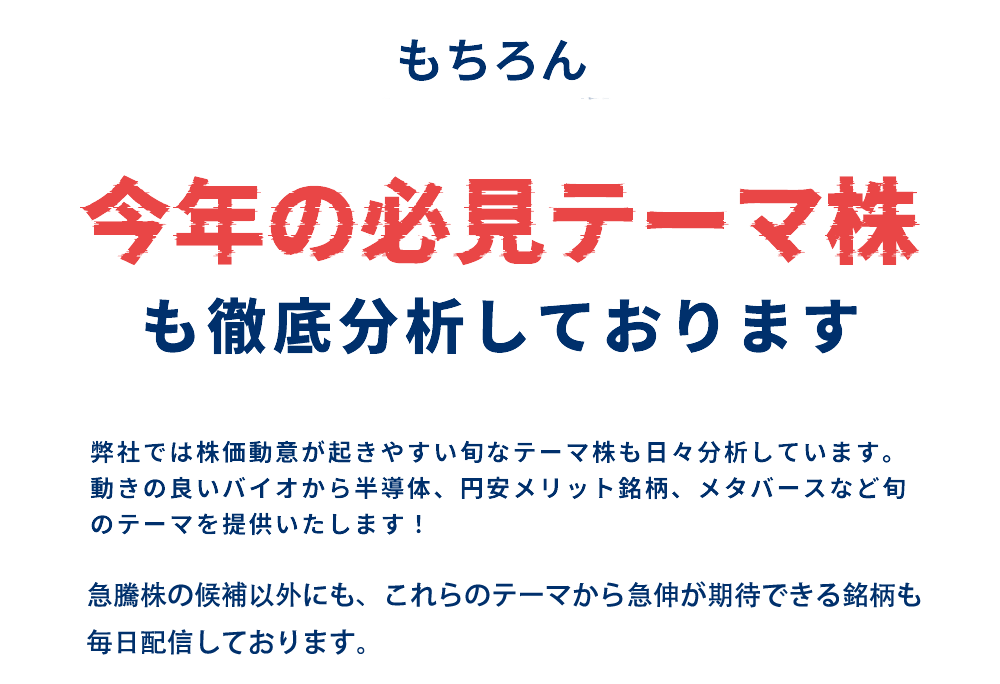 もちろん
今年の必見テーマ株
も徹底分析しております
弊社では株価動意が起きやすい旬なテーマ株も日々分析しています。
動きの良いバイオから半導体、円安メリット銘柄、メタバースなど旬
のテーマを提供いたします！
急騰株の候補以外にも、これらのテーマから急伸が期待できる銘柄も
毎日配信しております。